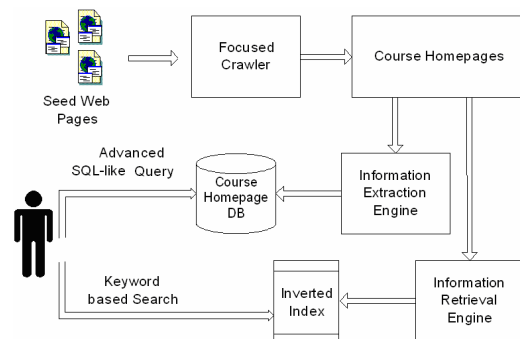 Seed Web
Pages
Focused
Crawler
Course Homepages
Advanced
SQL-like Query
Course
Homepage
DB
Information
Extraction
Engine
Keyword
based Search
Inverted
Index
Information
Retrieval
Engine